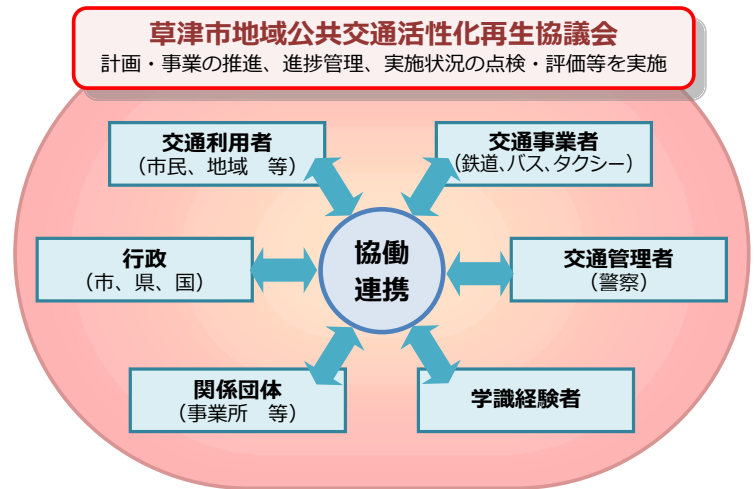 草津市地域公共交通活性化再生協議会
計画・事業の推進、進捗管理、実施状況の点検・評価等を実施
交通利用者
（市民、地域　等）
交通事業者
（鉄道、バス、タクシー）
行政
（市、県、国）
協働
連携
交通管理者
（警察）
関係団体
（事業所　等）
学識経験者